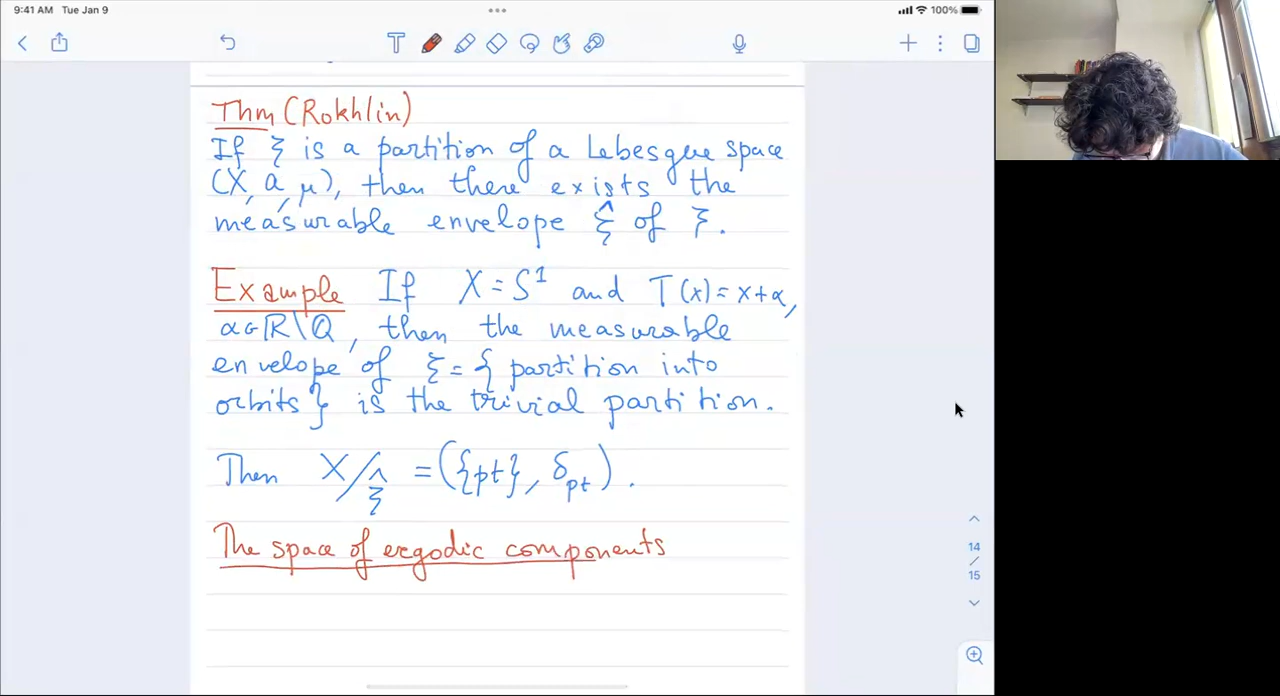 9:41 AM Tue Jan 9
100%
Thm (Rokhlin)
If ξ is a partition of a Lebesgue space
(X, a, μ), then there exists the
measurable envelope ξ̂ of ξ.
Example If X = S¹ and T(x) = x+α,
α∈ℝ\ℚ, then the measurable
envelope of ξ = { partition into
orbits } is the trivial partition.
Then X/ξ̂ = ({pt}, δ_pt).
The space of ergodic components
14
/
15